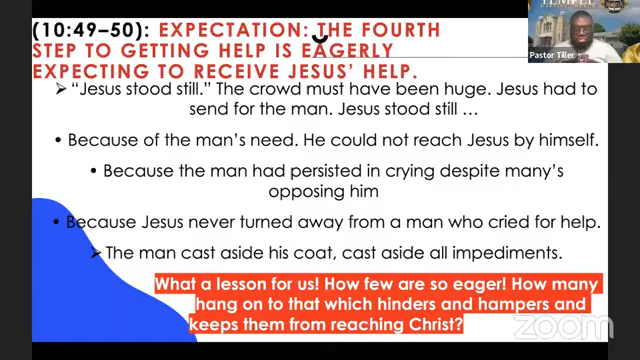 (10:49–50): EXPECTATION: THE FOURTH
STEP TO GETTING HELP IS EAGERLY
EXPECTING TO RECEIVE JESUS' HELP.
➢ "Jesus stood still." The crowd must have been huge. Jesus had to
send for the man. Jesus stood still …
• Because of the man's need. He could not reach Jesus by himself.
• Because the man had persisted in crying despite many's
opposing him
• Because Jesus never turned away from a man who cried for help.
➢ The man cast aside his coat, cast aside all impediments.
What a lesson for us! How few are so eager! How many
hang on to that which hinders and hampers and
keeps them from reaching Christ?
TEMPLE
Pastor Tiller
zoom